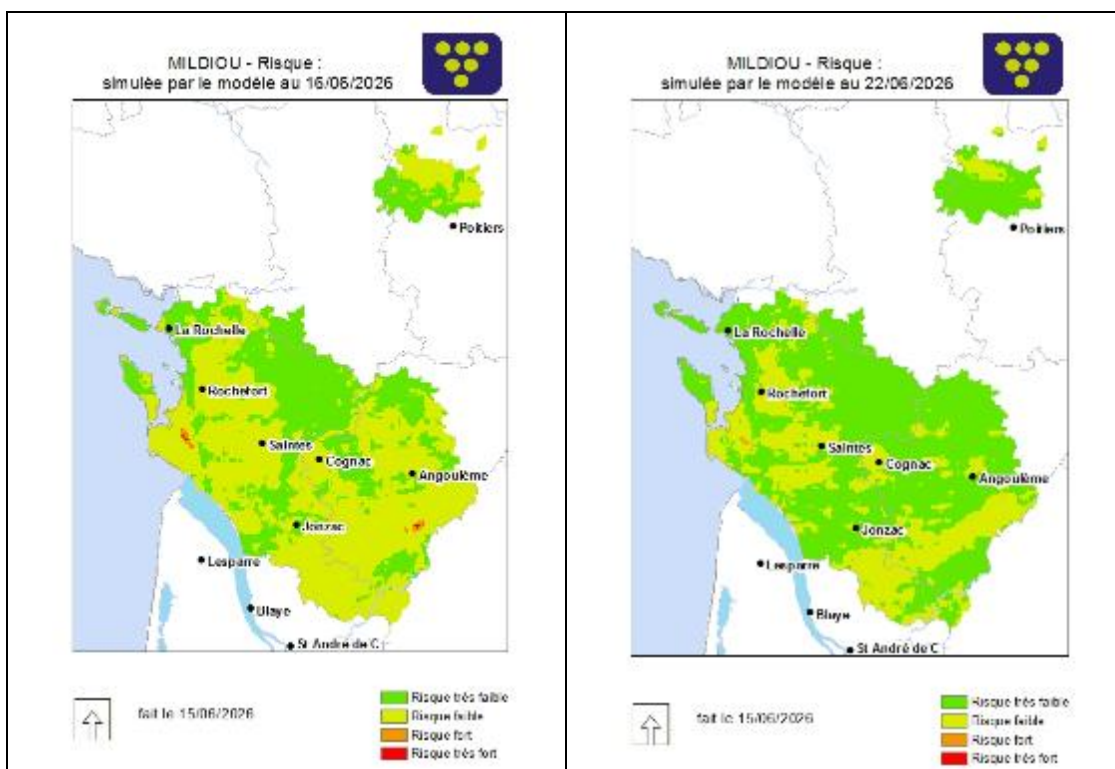 MILDIOU - Risque :
simulée par le modèle au 16/06/2026
Poitiers
La Rochelle
Rochefort
Saintes
Cognac
Angoulême
Jonzac
Lesparre
Blaye
St André de C
fait le 15/06/2026
Risque très faible
Risque faible
Risque fort
Risque très fort
MILDIOU - Risque :
simulée par le modèle au 22/06/2026
Poitiers
La Rochelle
Rochefort
Saintes
Cognac
Angoulême
Jonzac
Lesparre
Blaye
St André de C
fait le 15/06/2026
Risque très faible
Risque faible
Risque fort
Risque très fort